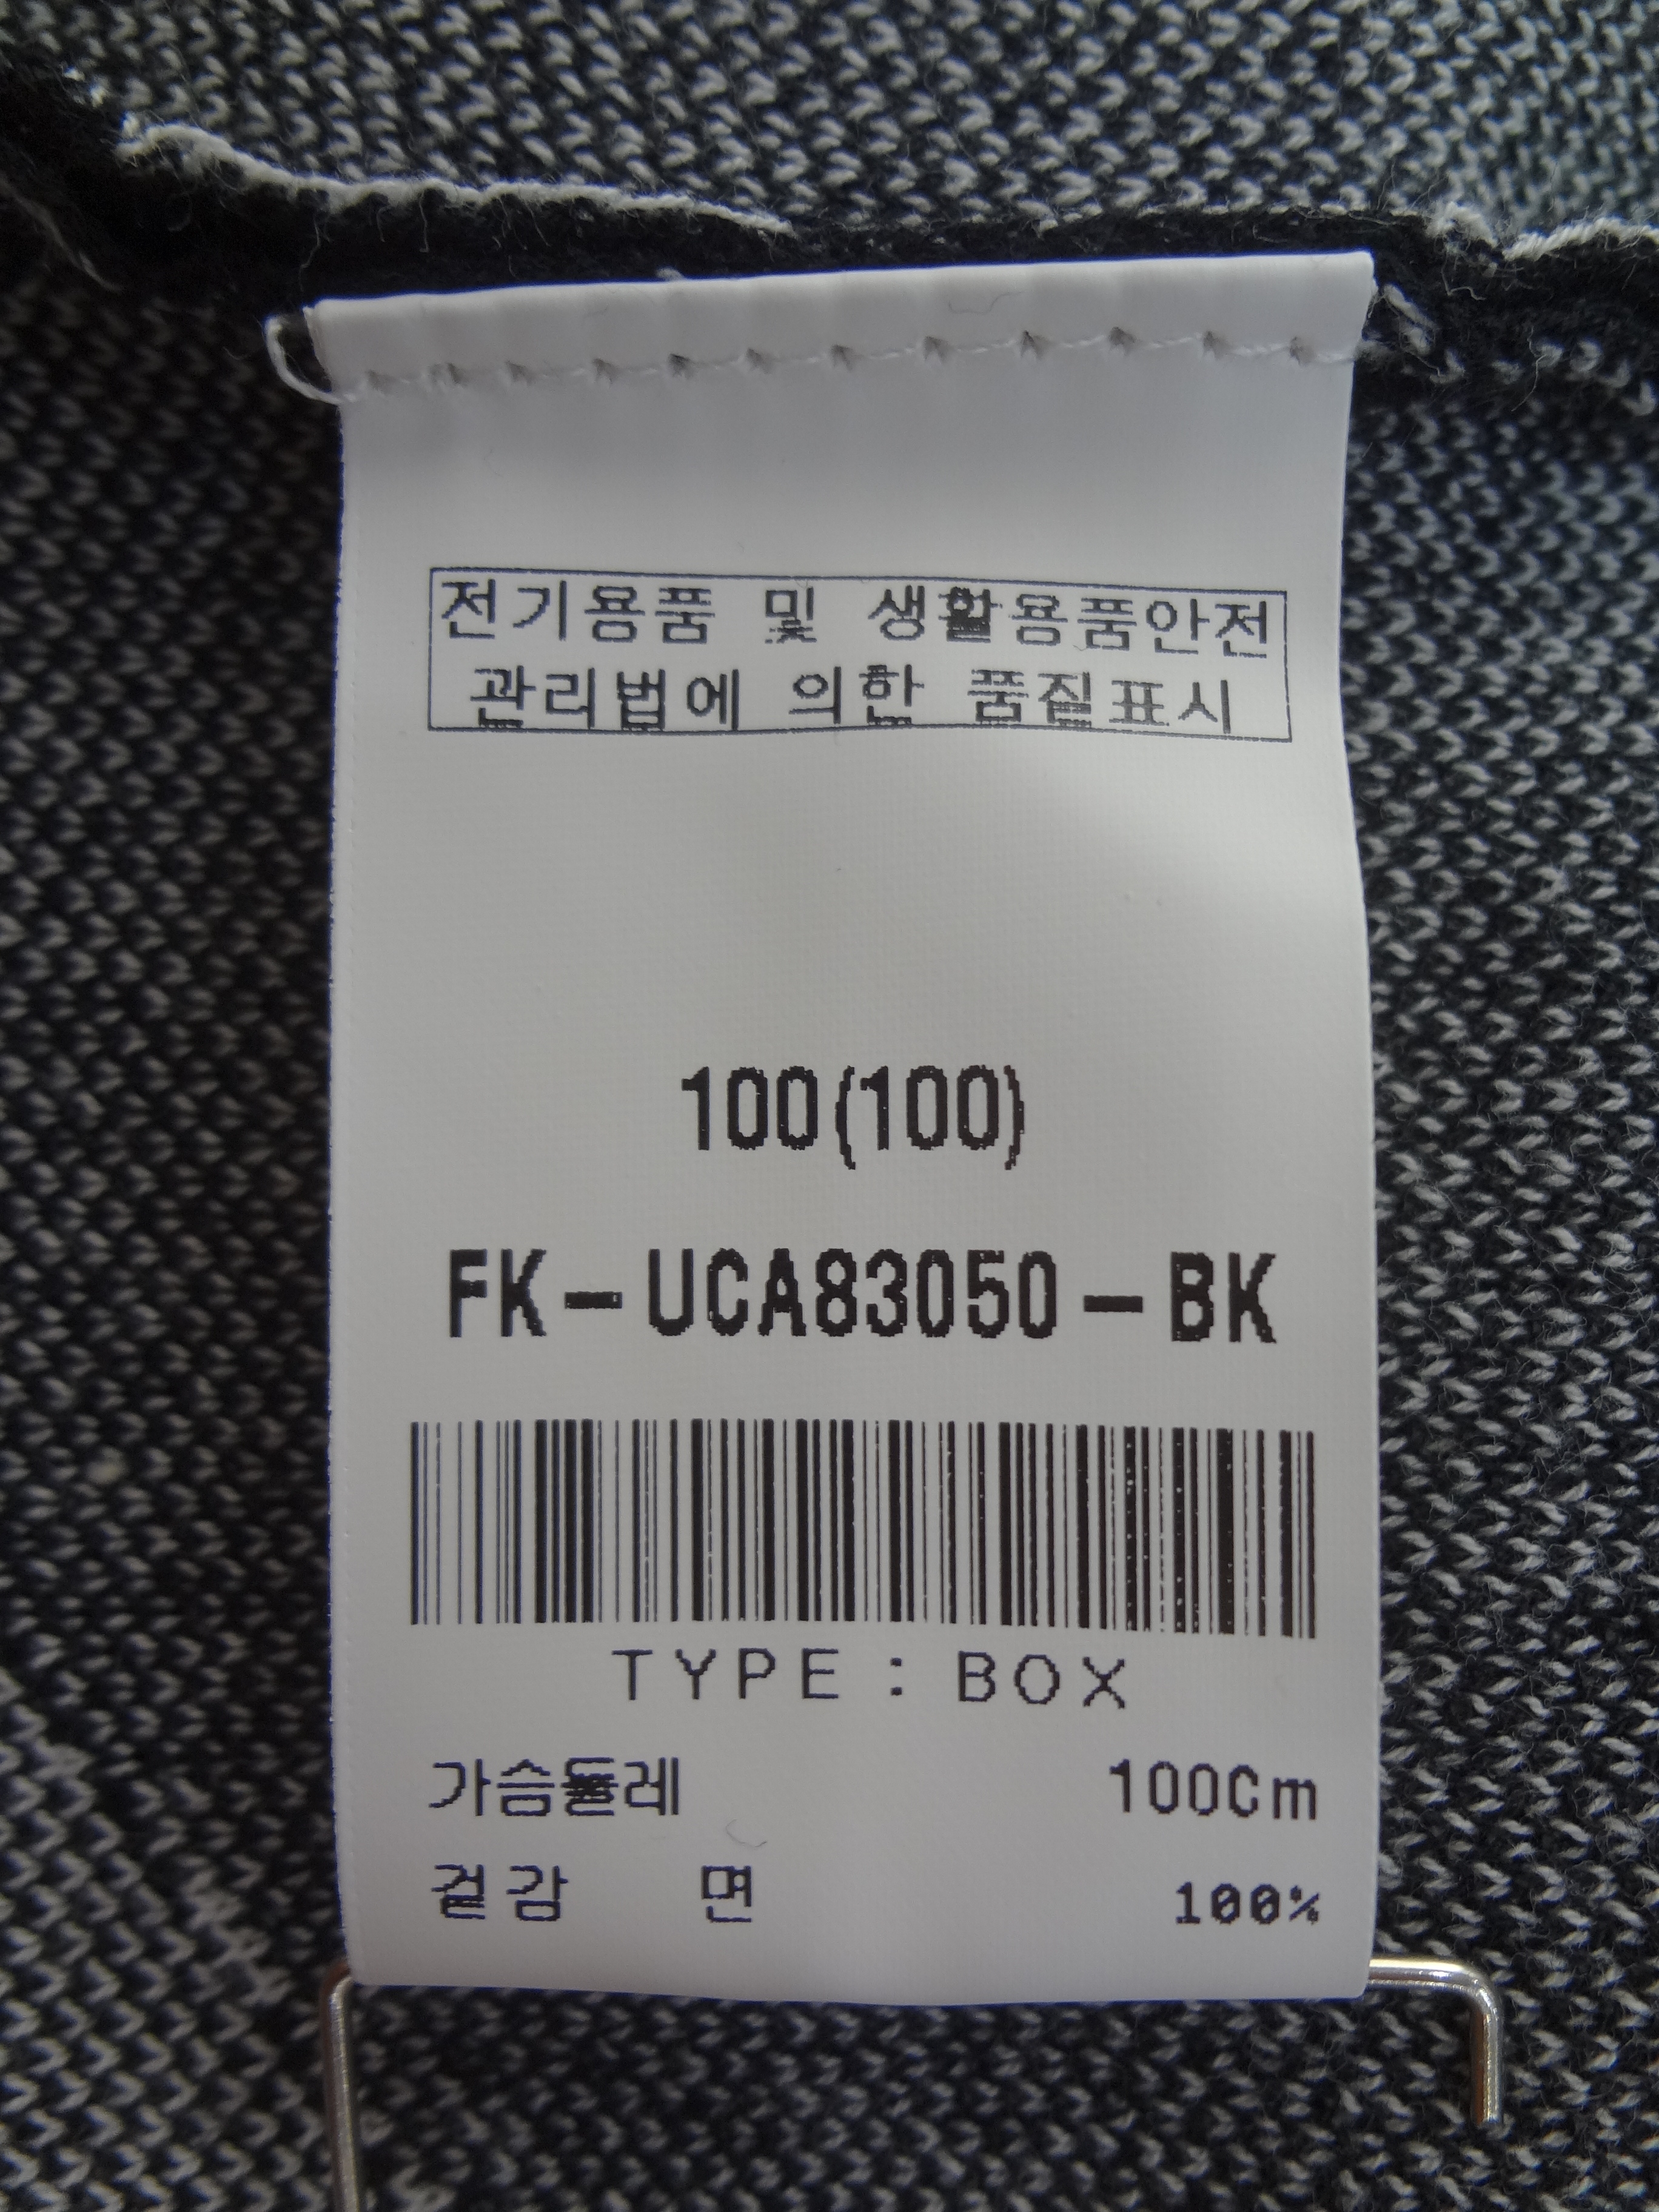 전기용품 및 생활용품안전
관리법에 의한 품질표시
100(100)
FK-UCA83050-BK
TYPE : BOX
가슴둘레 100Cm
겉감 면 100%